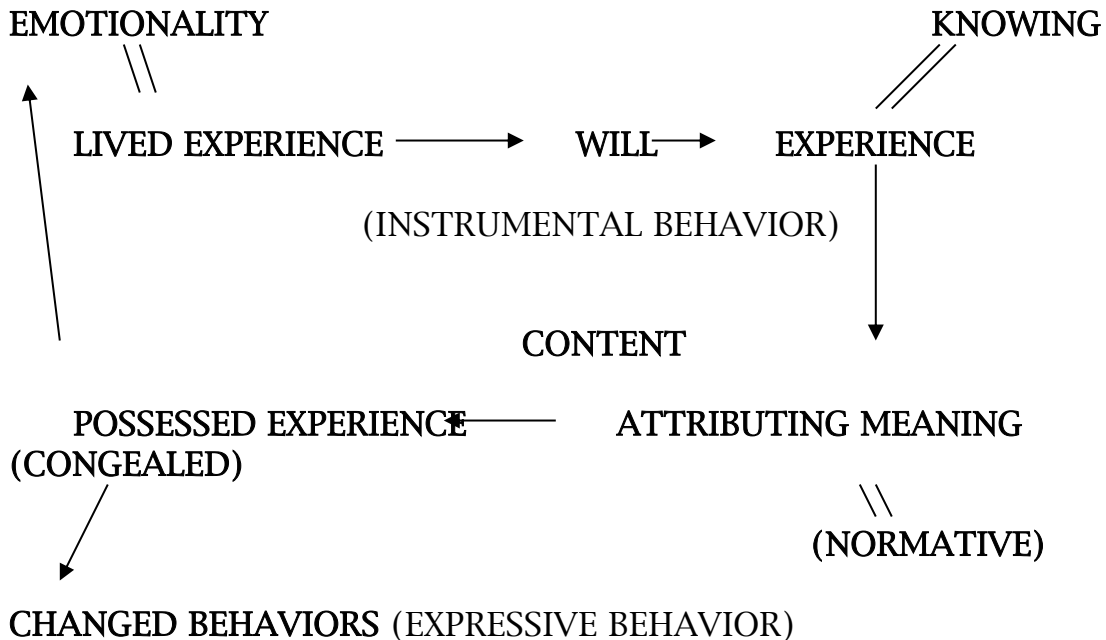 EMOTIONALITY KNOWING
LIVED EXPERIENCE WILL EXPERIENCE
(INSTRUMENTAL BEHAVIOR)
CONTENT
POSSESSED EXPERIENCE ATTRIBUTING MEANING
(CONGEALED)
(NORMATIVE)
CHANGED BEHAVIORS (EXPRESSIVE BEHAVIOR)